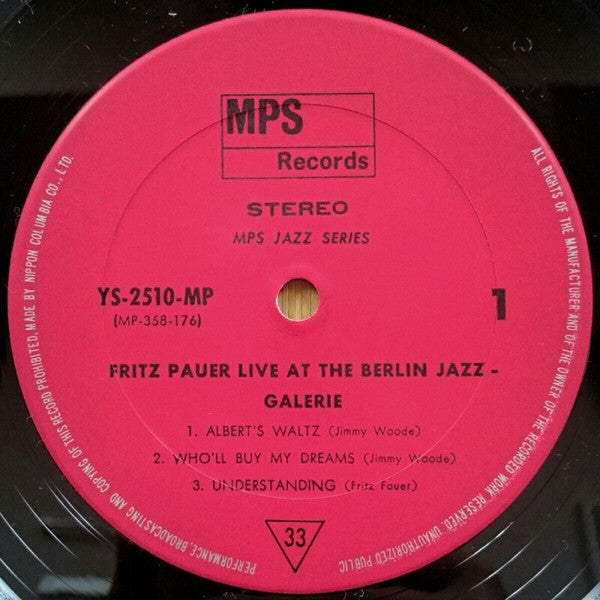 MPS
Records
STEREO
MPS JAZZ SERIES
YS-2510-MP
(MP-358-176)
1
FRITZ PAUER LIVE AT THE BERLIN JAZZ -
GALERIE
1. ALBERT'S WALTZ (Jimmy Woode)
2. WHO'LL BUY MY DREAMS (Jimmy Woode)
3. UNDERSTANDING (Fritz Pauer)
33
ALL RIGHTS OF THE MANUFACTURER AND OF THE OWNER OF THE RECORDED WORK RESERVED. UNAUTHORIZED PUBLIC PERFORMANCE, BROADCASTING AND COPYING OF THIS RECORD PROHIBITED, MADE BY NIPPON COLUMBIA CO., LTD.